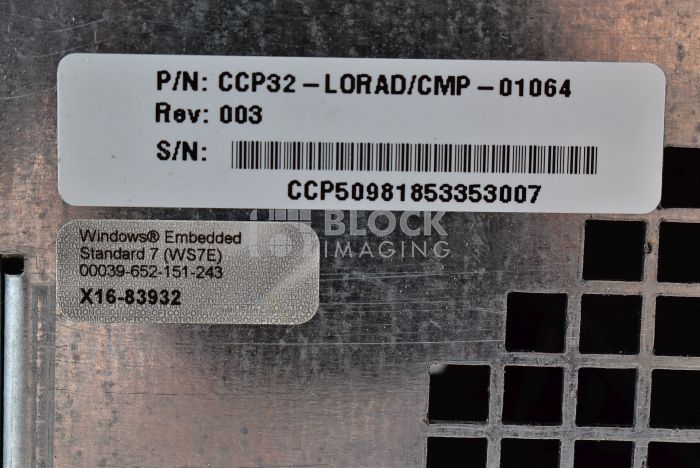 P/N: CCP32-LORAD/CMP-01064
Rev: 003
S/N:
CCP50981853353007
BLOCK
IMAGING
Windows® Embedded
Standard 7 (WS7E)
00039-652-151-243
X16-83932